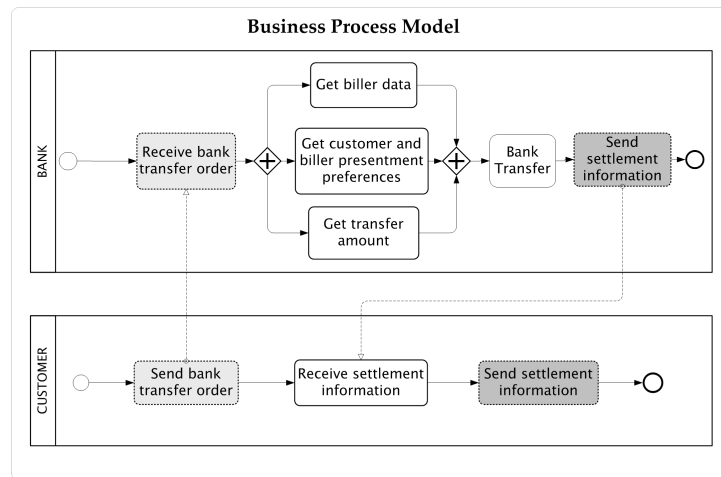 Business Process Model
BANK
Get biller data
Receive bank
transfer order
Get customer and
biller presentment
preferences
Get transfer
amount
Bank
Transfer
Send
settlement
information
CUSTOMER
Send bank
transfer order
Receive settlement
information
Send settlement
information